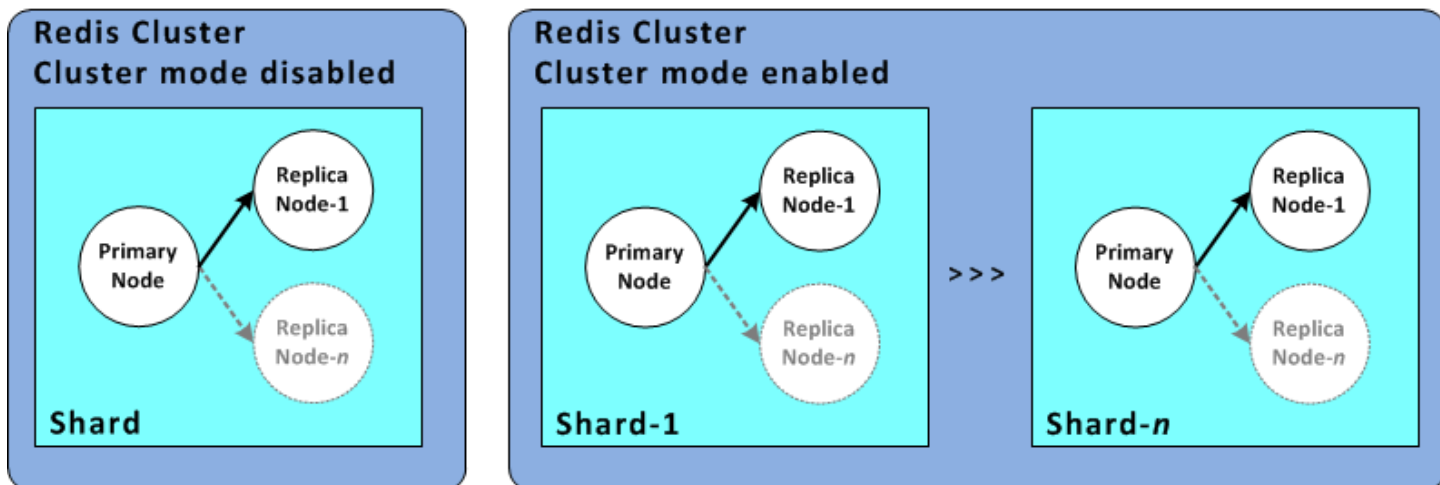 Redis Cluster
Cluster mode disabled
Replica
Node-1
Primary
Node
Replica
Node-n
Shard
Redis Cluster
Cluster mode enabled
Replica
Node-1
Primary
Node
Replica
Node-n
Shard-1
>>>
Replica
Node-1
Primary
Node
Replica
Node-n
Shard-n